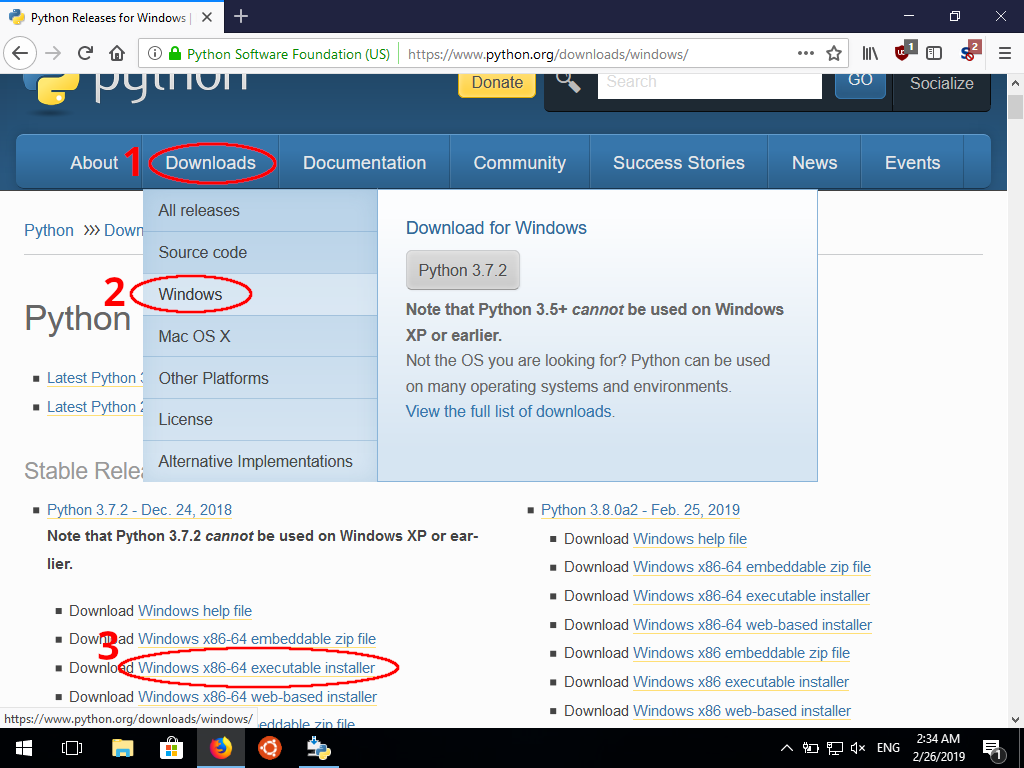 Python Releases for Windows |
Python Software Foundation (US) https://www.python.org/downloads/windows/ 1 2
python
Donate Search GO Socialize
About 1 Downloads Documentation Community Success Stories News Events
All releases
Source code
2 Windows
Mac OS X
Other Platforms
License
Alternative Implementations
Download for Windows
Python 3.7.2
Note that Python 3.5+ cannot be used on Windows
XP or earlier.
Not the OS you are looking for? Python can be used
on many operating systems and environments.
View the full list of downloads.
Python >>> Down
Python
Latest Python 3
Latest Python 2
Stable Relea
Python 3.7.2 - Dec. 24, 2018
Note that Python 3.7.2 cannot be used on Windows XP or ear-
lier.
Download Windows help file
Download Windows x86-64 embeddable zip file
3 Download Windows x86-64 executable installer
Download Windows x86-64 web-based installer
eddable zip file
Python 3.8.0a2 - Feb. 25, 2019
Download Windows help file
Download Windows x86-64 embeddable zip file
Download Windows x86-64 executable installer
Download Windows x86-64 web-based installer
Download Windows x86 embeddable zip file
Download Windows x86 executable installer
Download Windows x86 web-based installer
https://www.python.org/downloads/windows/
ENG 2:34 AM
2/26/2019 1